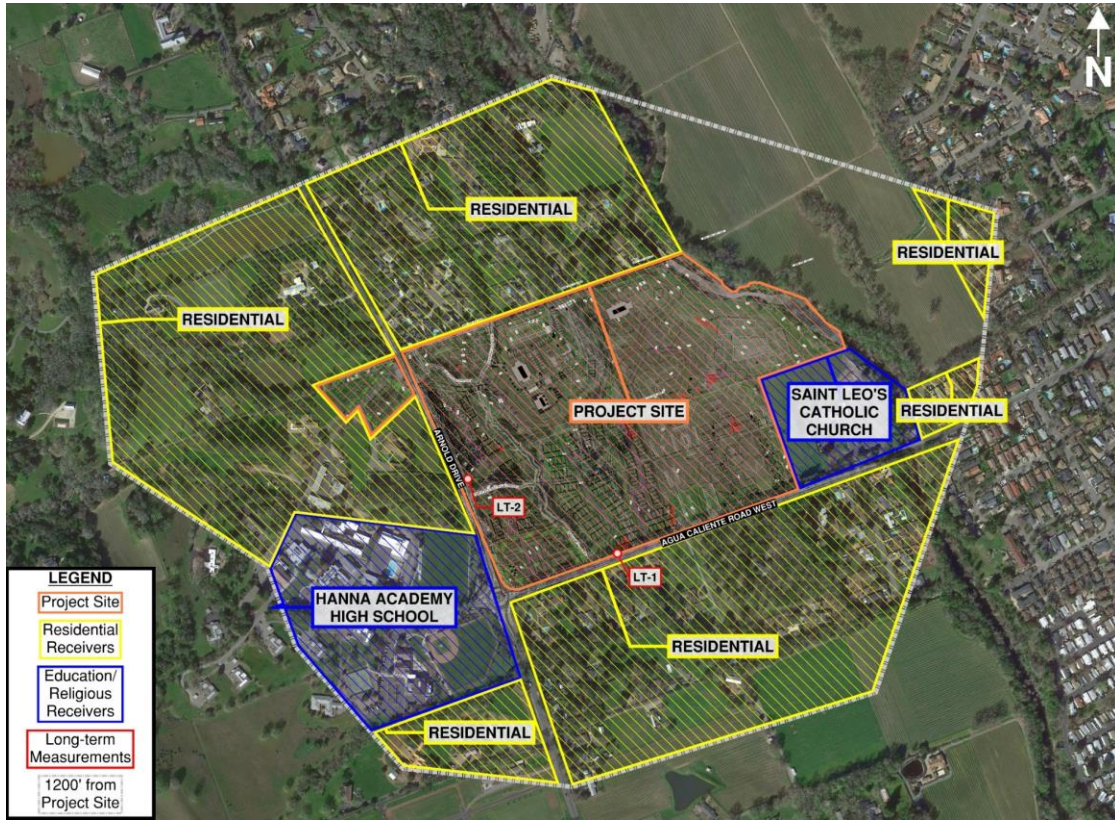 N
RESIDENTIAL
RESIDENTIAL
RESIDENTIAL
PROJECT SITE
SAINT LEO'S
CATHOLIC
CHURCH
RESIDENTIAL
ARNOLD DRIVE
LT-2
AGUA CALIENTE ROAD WEST
LT-1
HANNA ACADEMY
HIGH SCHOOL
RESIDENTIAL
RESIDENTIAL
LEGEND
Project Site
Residential
Receivers
Education/
Religious
Receivers
Long-term
Measurements
1200' from
Project Site